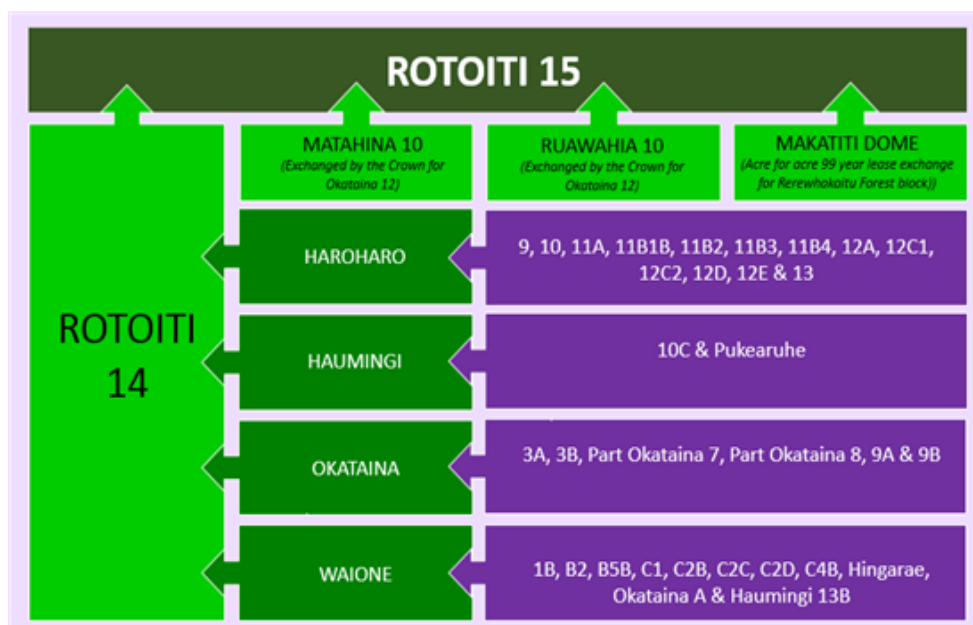 ROTOITI 15
MATAHINA 10
(Exchanged by the Crown for
Okataina 12)
RUAWAHIA 10
(Exchanged by the Crown for
Okataina 12)
MAKATITI DOME
(Acre for acre 99 year lease exchange
for Rerewhakaitu Forest block))
ROTOITI
14
HAROHARO
9, 10, 11A, 11B1B, 11B2, 11B3, 11B4, 12A, 12C1,
12C2, 12D, 12E & 13
HAUMINGI
10C & Pukearuhe
OKATAINA
3A, 3B, Part Okataina 7, Part Okataina 8, 9A & 9B
WAIONE
1B, B2, B5B, C1, C2B, C2C, C2D, C4B, Hingarae,
Okataina A & Haumingi 13B